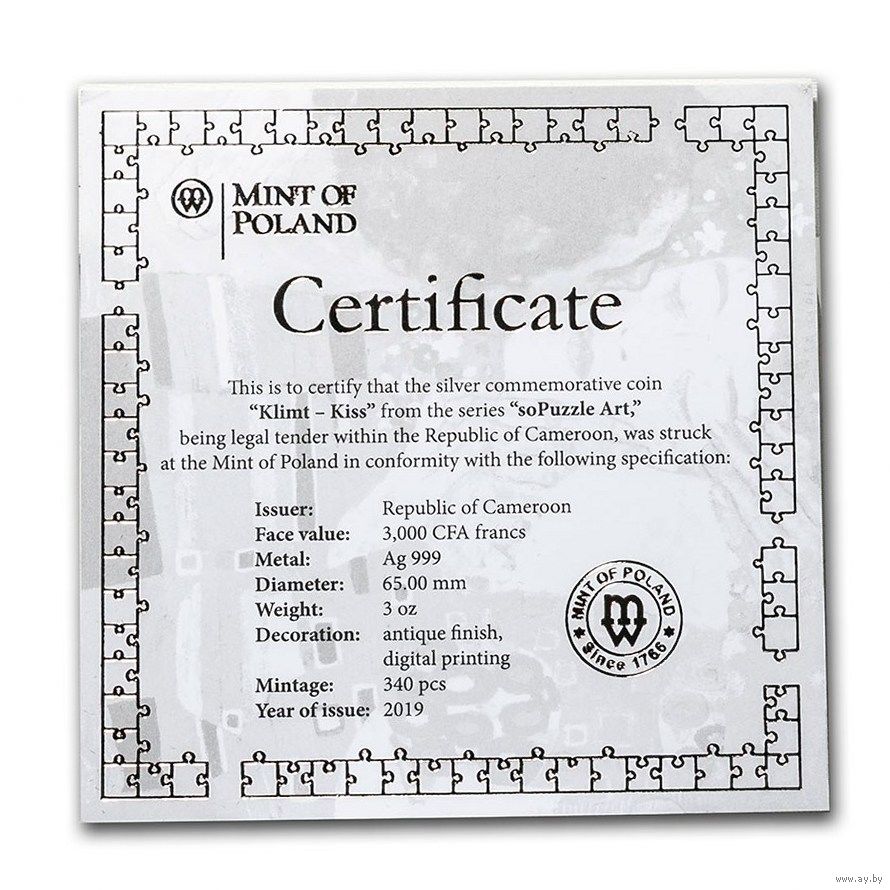 MINT OF
POLAND
Certificate
This is to certify that the silver commemorative coin
“Klimt – Kiss” from the series “soPuzzle Art,”
being legal tender within the Republic of Cameroon, was struck
at the Mint of Poland in conformity with the following specification:
Issuer: Republic of Cameroon
Face value: 3,000 CFA francs
Metal: Ag 999
Diameter: 65.00 mm
Weight: 3 oz
Decoration: antique finish,
digital printing
Mintage: 340 pcs
Year of issue: 2019
MINT OF POLAND
MW
★ Since 1766 ★
www.ay.by